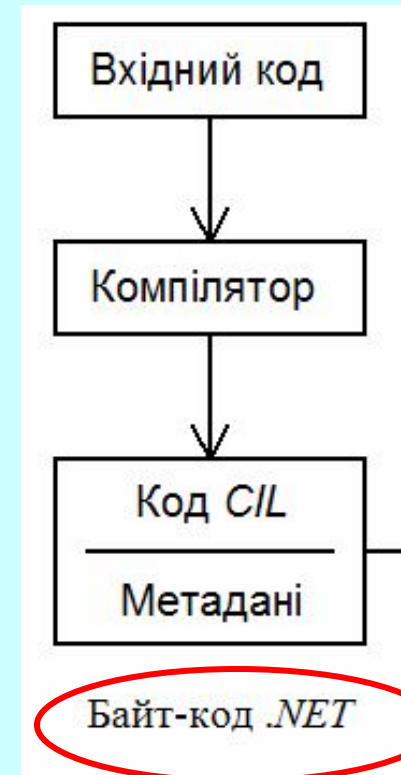 Вхідний код
Компілятор
Код CIL
Метадані
Байт-код .NET